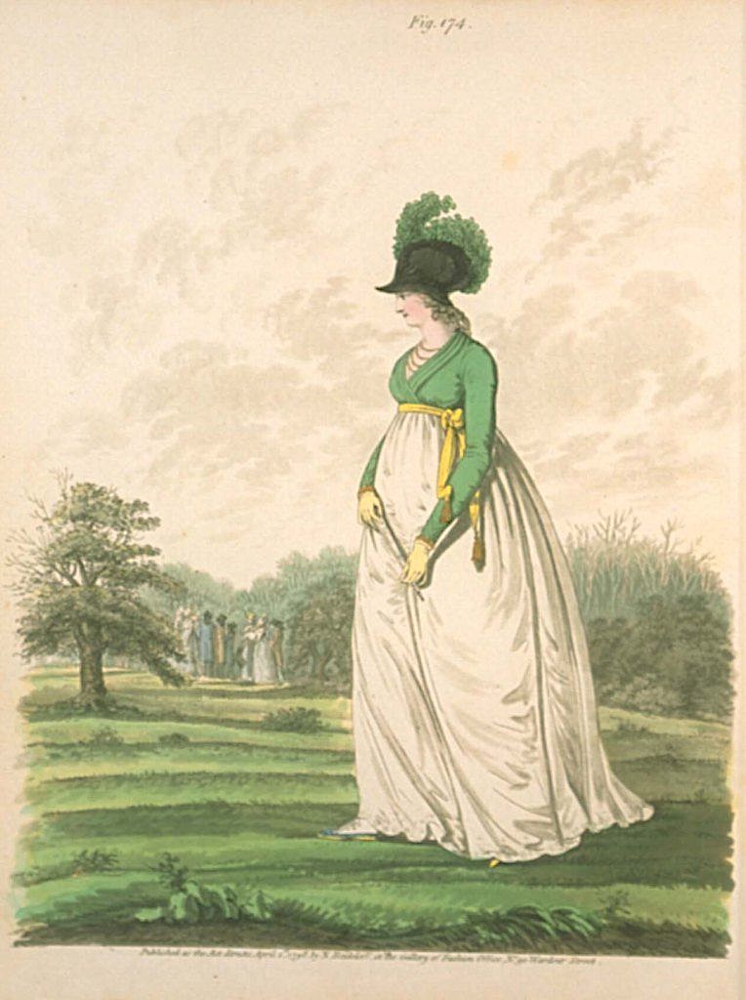 Fig. 174.
Published as the Act directs, April 1st 1798 by N. Heideloff, at the Gallery of Fashion Office, No. 90 Wardour Street.